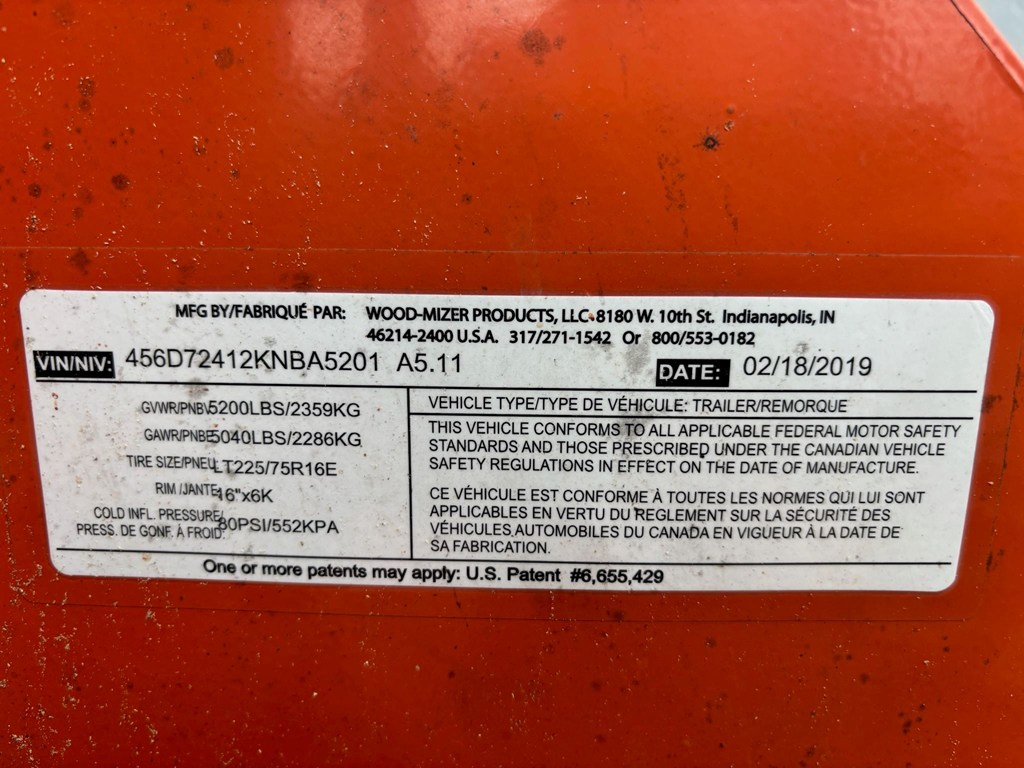 MFG BY/FABRIQUÉ PAR: WOOD-MIZER PRODUCTS, LLC 8180 W. 10th St. Indianapolis, IN
46214-2400 U.S.A. 317/271-1542 Or 800/553-0182
VIN/NIV: 456D72412KNBA5201 A5.11 DATE: 02/18/2019
GVWR/PNBV 5200LBS/2359KG
GAWR/PNBE 5040LBS/2286KG
TIRE SIZE/PNEU LT225/75R16E
RIM /JANTE 16"x6K
COLD INFL. PRESSURE/
PRESS. DE GONF. À FROID: 80PSI/552KPA
VEHICLE TYPE/TYPE DE VÉHICULE: TRAILER/REMORQUE
THIS VEHICLE CONFORMS TO ALL APPLICABLE FEDERAL MOTOR SAFETY
STANDARDS AND THOSE PRESCRIBED UNDER THE CANADIAN VEHICLE
SAFETY REGULATIONS IN EFFECT ON THE DATE OF MANUFACTURE.
CE VÉHICULE EST CONFORME À TOUTES LES NORMES QUI LUI SONT
APPLICABLES EN VERTU DU REGLEMENT SUR LA SÉCURITÉ DES
VÉHICULES AUTOMOBILES DU CANADA EN VIGUEUR À LA DATE DE
SA FABRICATION.
One or more patents may apply: U.S. Patent #6,655,429